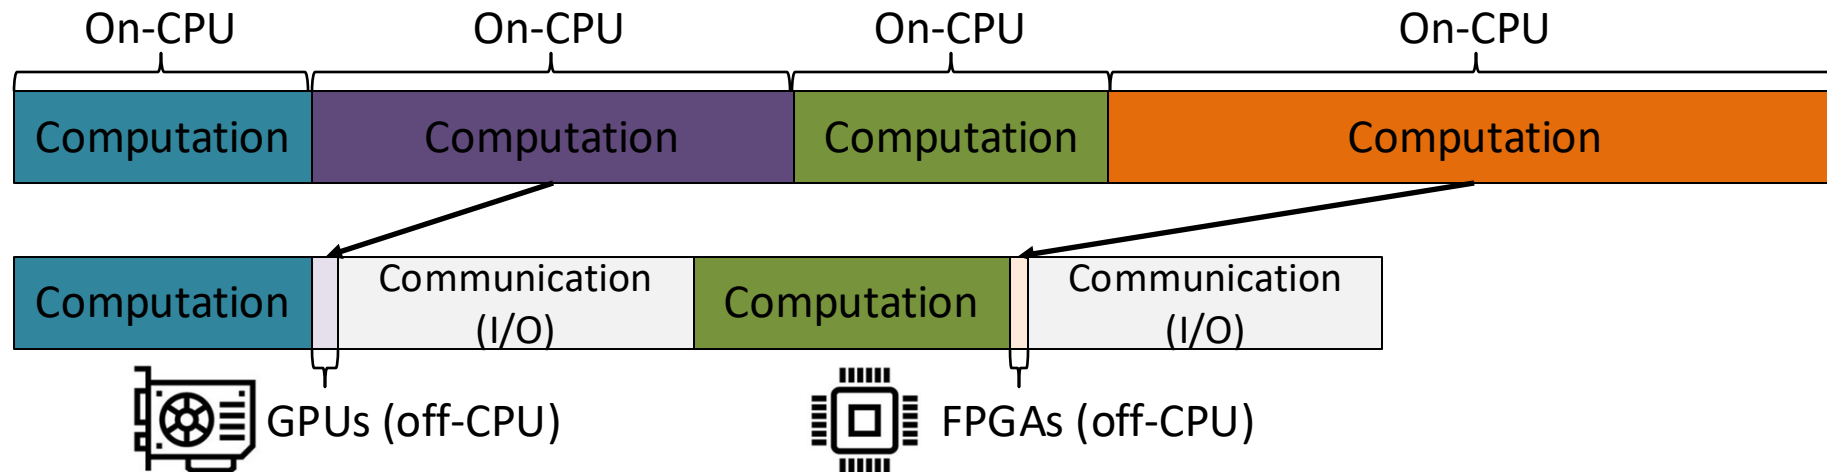 On-CPU On-CPU On-CPU On-CPU
Computation Computation Computation Computation
Computation Communication (I/O) Computation Communication (I/O)
GPUs (off-CPU) FPGAs (off-CPU)